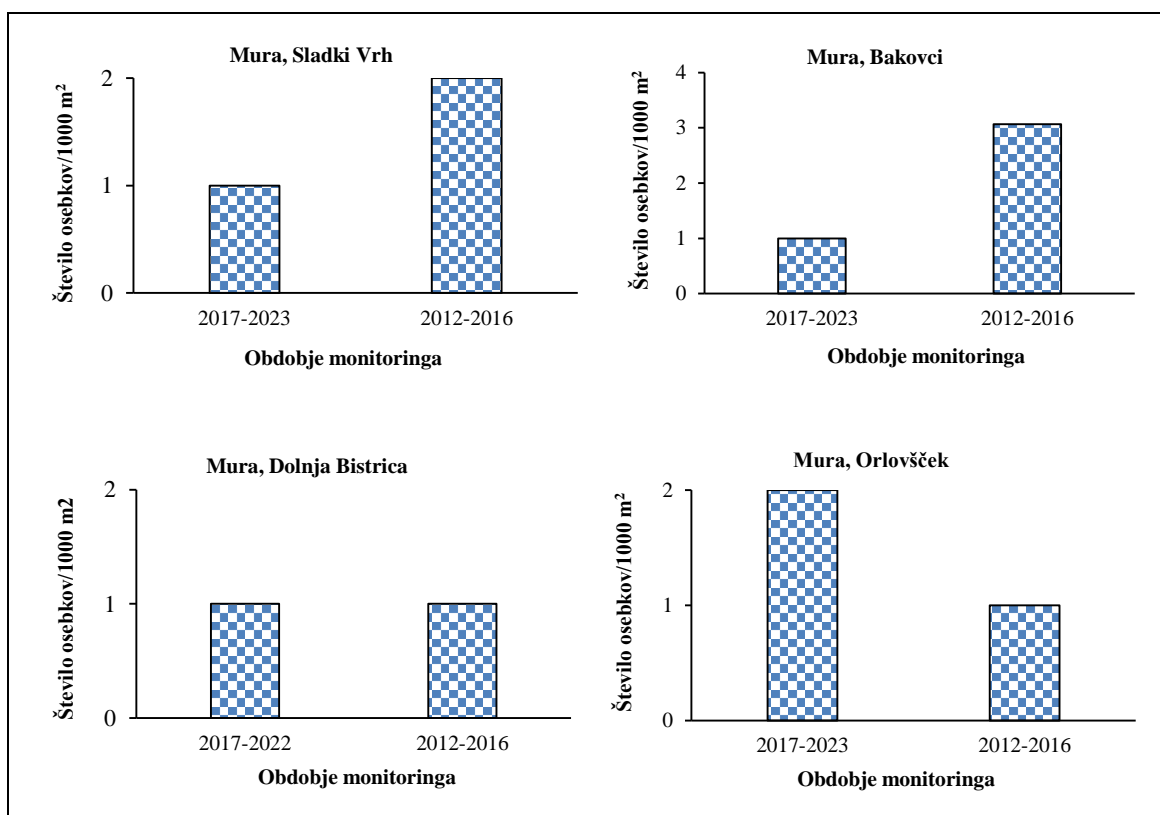 Mura, Sladki Vrh
Število osebkov/1000 m²
2
1
0
2017-2023 2012-2016
Obdobje monitoringa
Mura, Bakovci
Število osebkov/1000 m²
4
3
2
1
0
2017-2023 2012-2016
Obdobje monitoringa
Mura, Dolnja Bistrica
Število osebkov/1000 m2
2
1
0
2017-2022 2012-2016
Obdobje monitoringa
Mura, Orlovšček
Število osebkov/1000 m²
2
1
0
2017-2023 2012-2016
Obdobje monitoringa